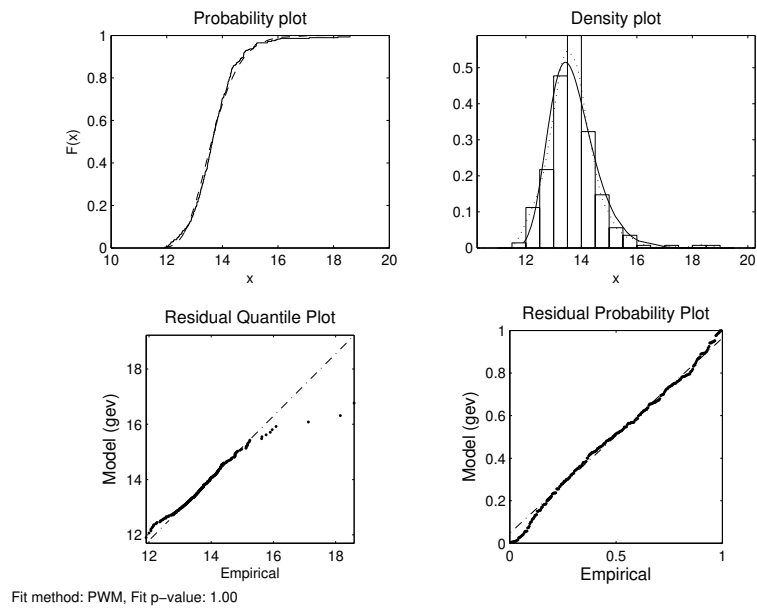 Probability plot
F(x)
1
0.8
0.6
0.4
0.2
0
10 12 14 16 18 20
x
Density plot
0.5
0.4
0.3
0.2
0.1
0
12 14 16 18 20
x
Residual Quantile Plot
Model (gev)
18
16
14
12
12 14 16 18
Empirical
Residual Probability Plot
Model (gev)
1
0.8
0.6
0.4
0.2
0
0 0.5 1
Empirical
Fit method: PWM, Fit p−value: 1.00